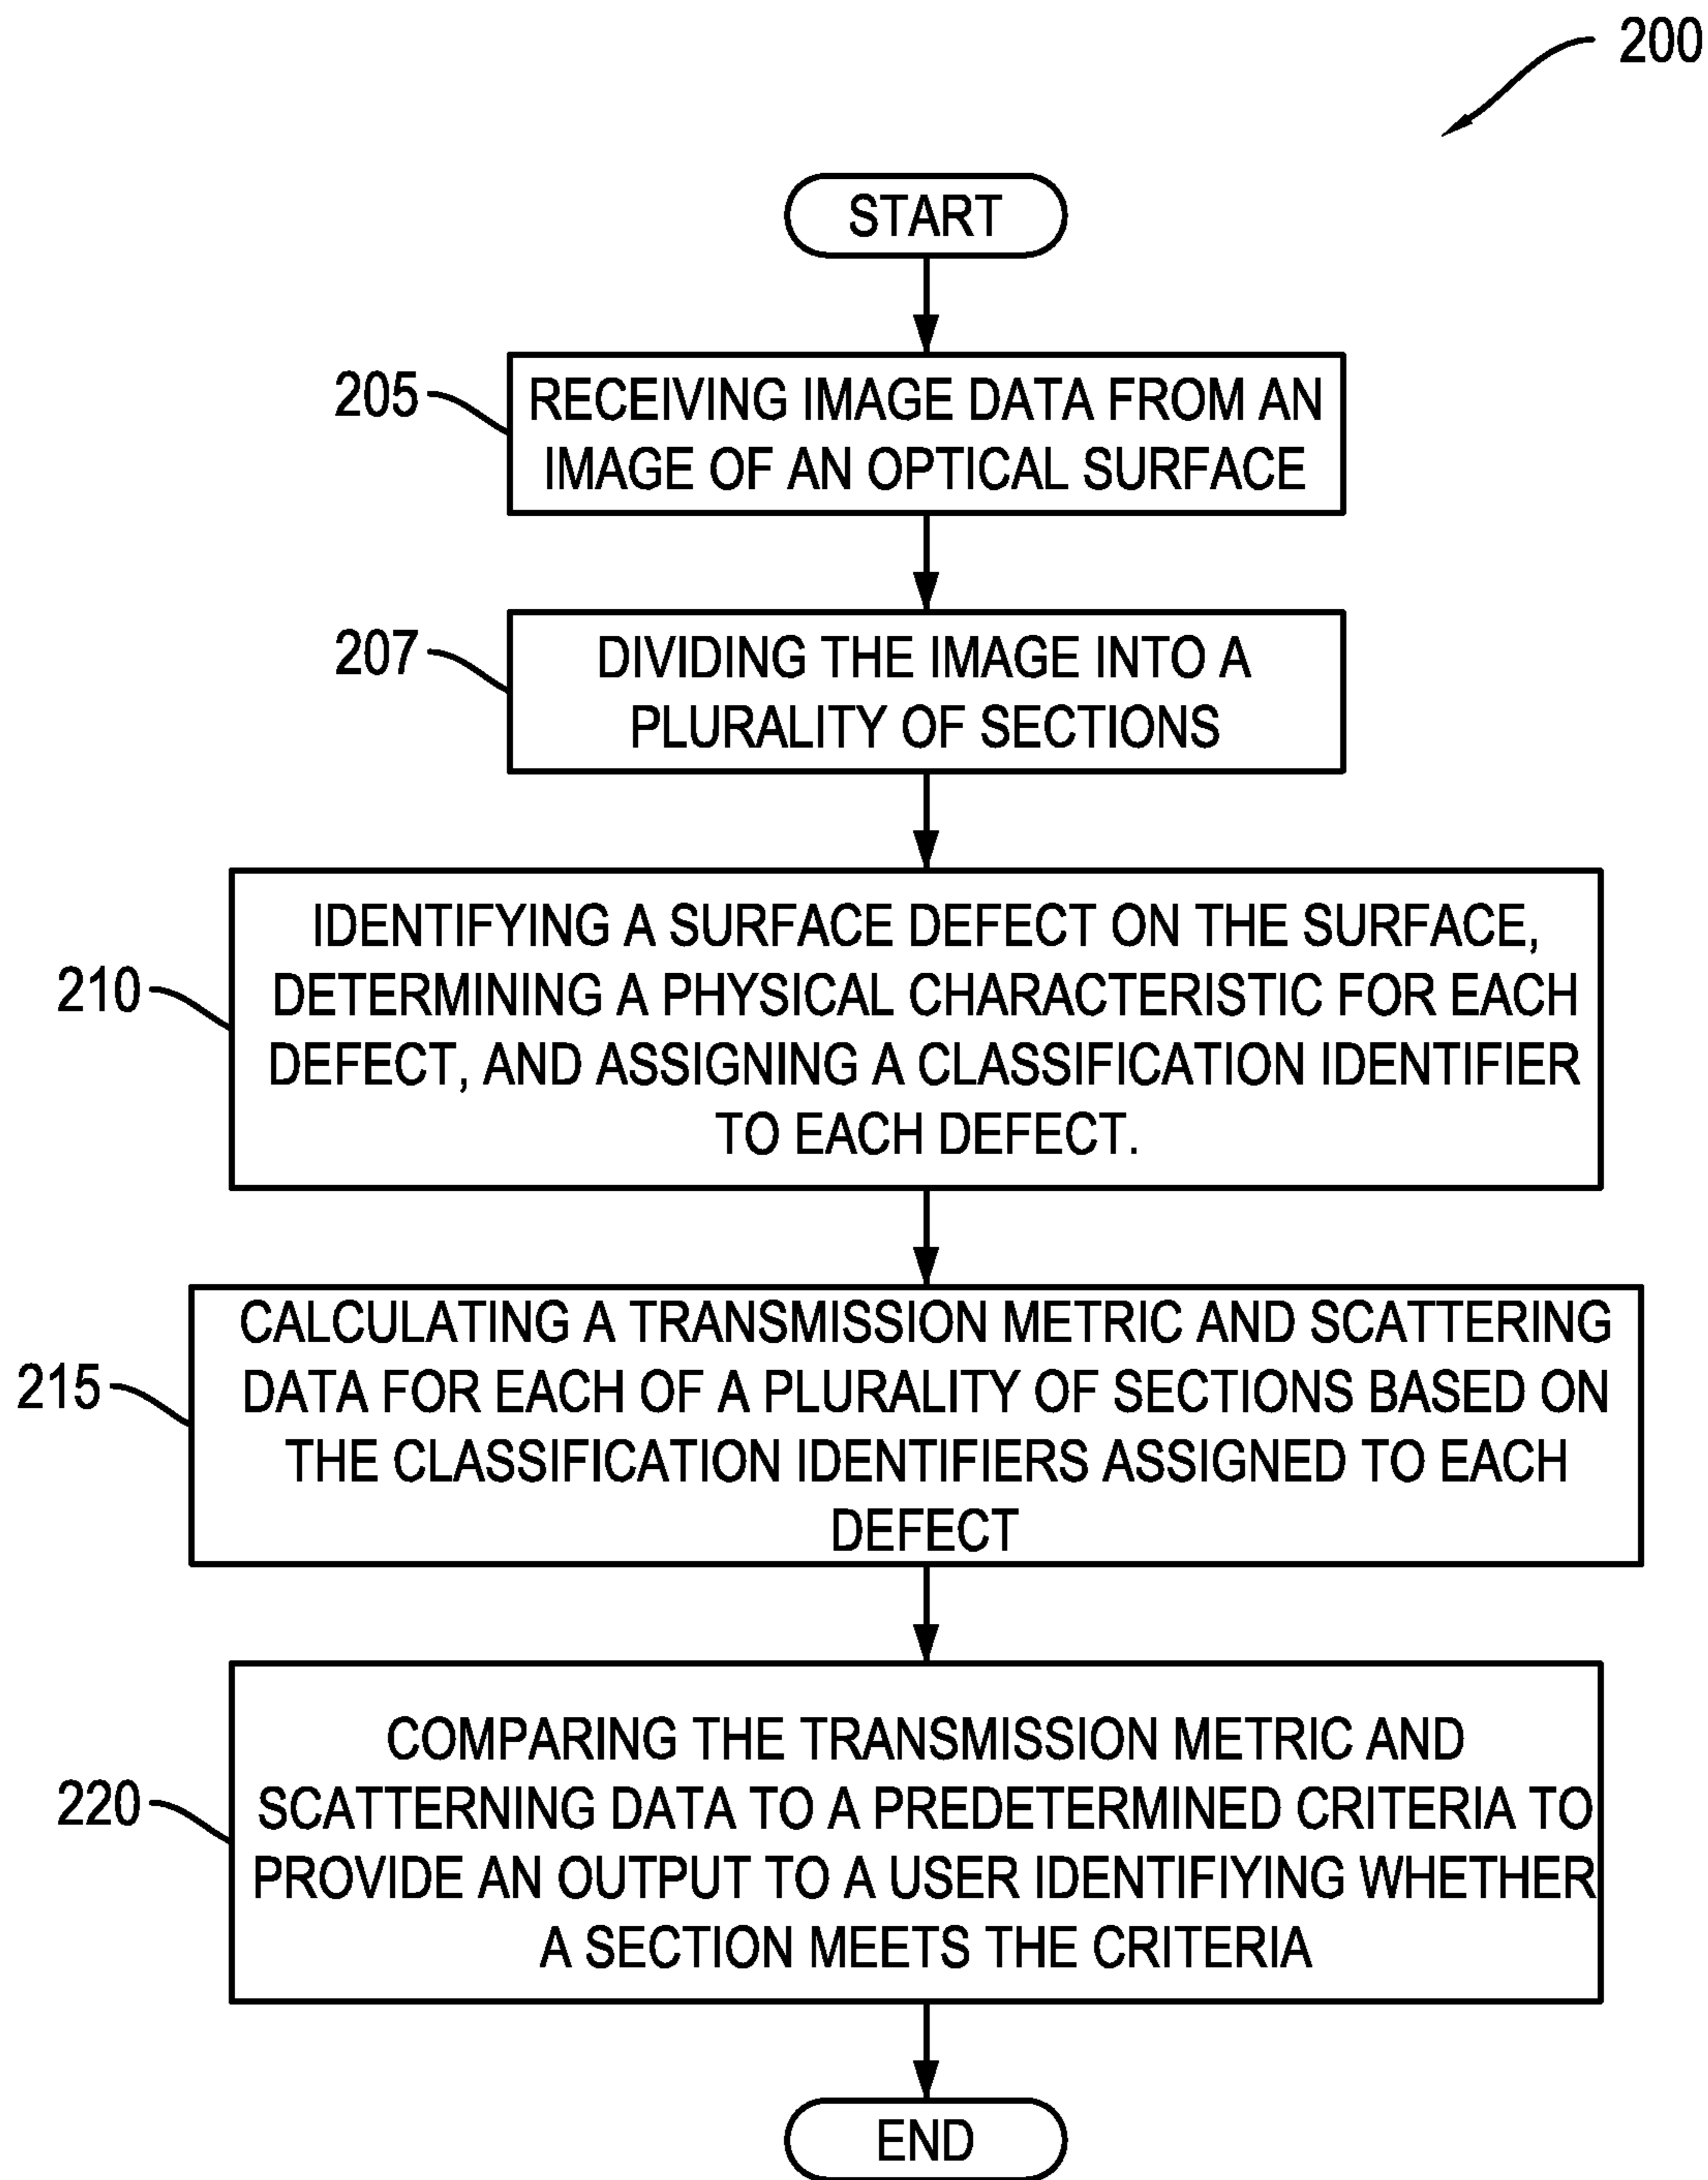 200
START
205
RECEIVING IMAGE DATA FROM AN
IMAGE OF AN OPTICAL SURFACE
207
DIVIDING THE IMAGE INTO A
PLURALITY OF SECTIONS
210
IDENTIFYING A SURFACE DEFECT ON THE SURFACE,
DETERMINING A PHYSICAL CHARACTERISTIC FOR EACH
DEFECT, AND ASSIGNING A CLASSIFICATION IDENTIFIER
TO EACH DEFECT.
215
CALCULATING A TRANSMISSION METRIC AND SCATTERING
DATA FOR EACH OF A PLURALITY OF SECTIONS BASED ON
THE CLASSIFICATION IDENTIFIERS ASSIGNED TO EACH
DEFECT
220
COMPARING THE TRANSMISSION METRIC AND
SCATTERNING DATA TO A PREDETERMINED CRITERIA TO
PROVIDE AN OUTPUT TO A USER IDENTIFIYING WHETHER
A SECTION MEETS THE CRITERIA
END